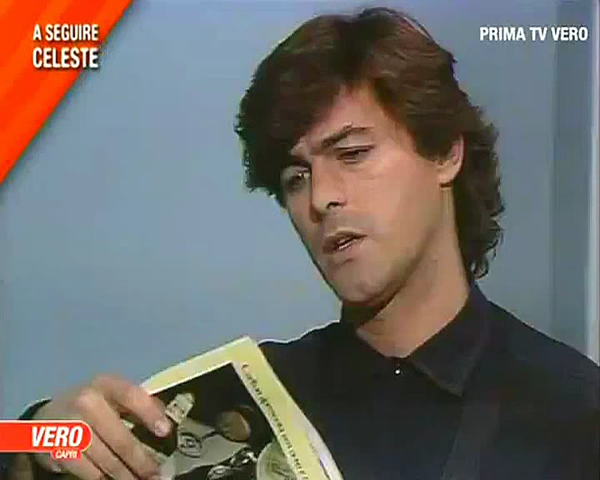 A SEGUIRE
CELESTE
PRIMA TV VERO
VERO
CAPRI